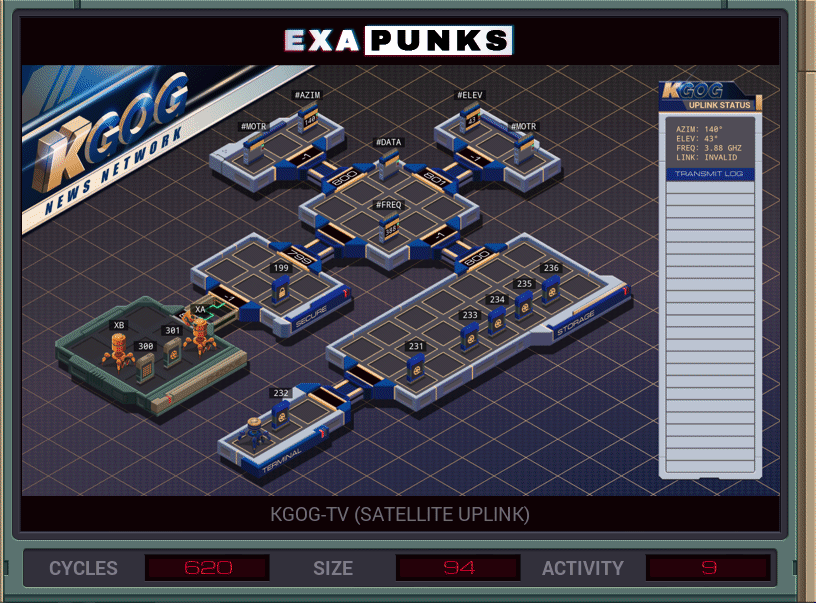 EXAPUNKS
KGOG
NEWS NETWORK
#AZIM
140
#MOTR
#ELEV
43
#MOTR
#DATA
-1
-1
800
801
#FREQ
388
-1
799
800
199
-1
SECURE
XA
XB
301
300
236
235
234
233
231
STORAGE
232
TERMINAL
KGOG
UPLINK STATUS
AZIM: 140°
ELEV: 43°
FREQ: 3.88 GHZ
LINK: INVALID
TRANSMIT LOG
KGOG-TV (SATELLITE UPLINK)
CYCLES 620 SIZE 94 ACTIVITY 9